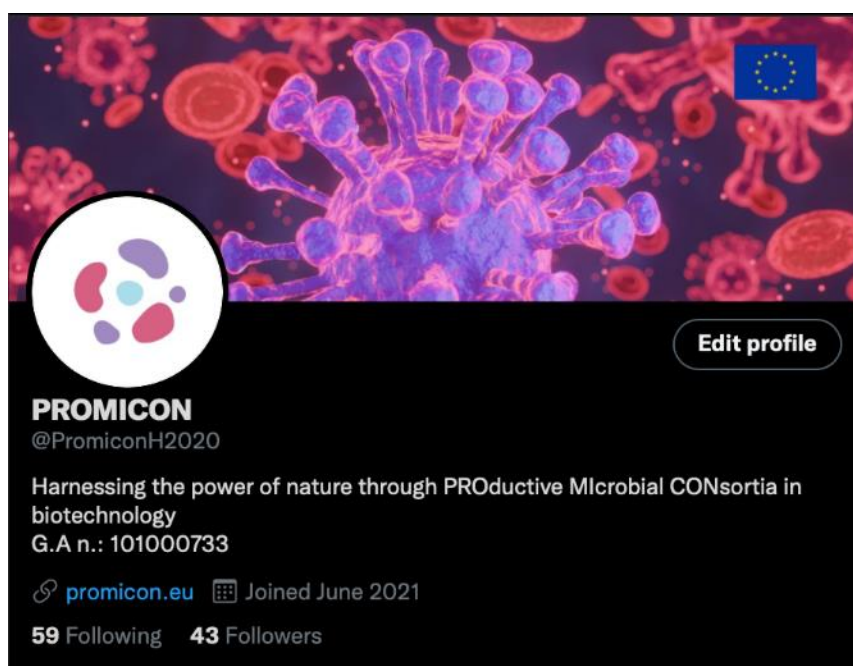 Edit profile
PROMICON
@PromiconH2020
Harnessing the power of nature through PROductive MIcrobial CONsortia in
biotechnology
G.A n.: 101000733
promicon.eu Joined June 2021
59 Following 43 Followers